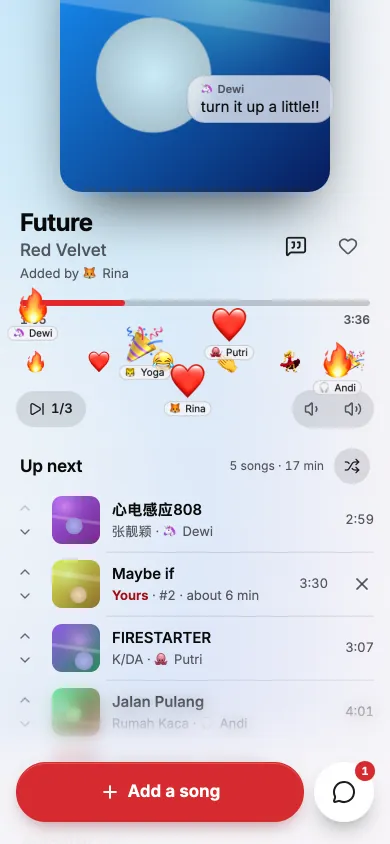 Dewi
turn it up a little!!
Future
Red Velvet
Added by Rina
3:36
Dewi
Putri
Yoga
Andi
Rina
1/3
Up next
5 songs · 17 min
心电感应808
张靓颖 · Dewi
2:59
Maybe if
Yours · #2 · about 6 min
3:30
FIRESTARTER
K/DA · Putri
3:07
Jalan Pulang
Rumah Kaca · Andi
4:01
Add a song
1